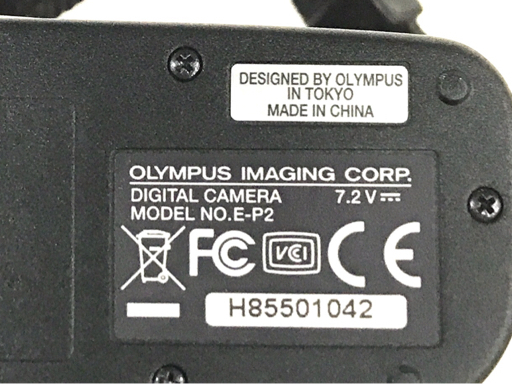 DESIGNED BY OLYMPUS
IN TOKYO
MADE IN CHINA
OLYMPUS IMAGING CORP.
DIGITAL CAMERA 7.2 V
MODEL NO.E-P2
FC VCI CE
H85501042